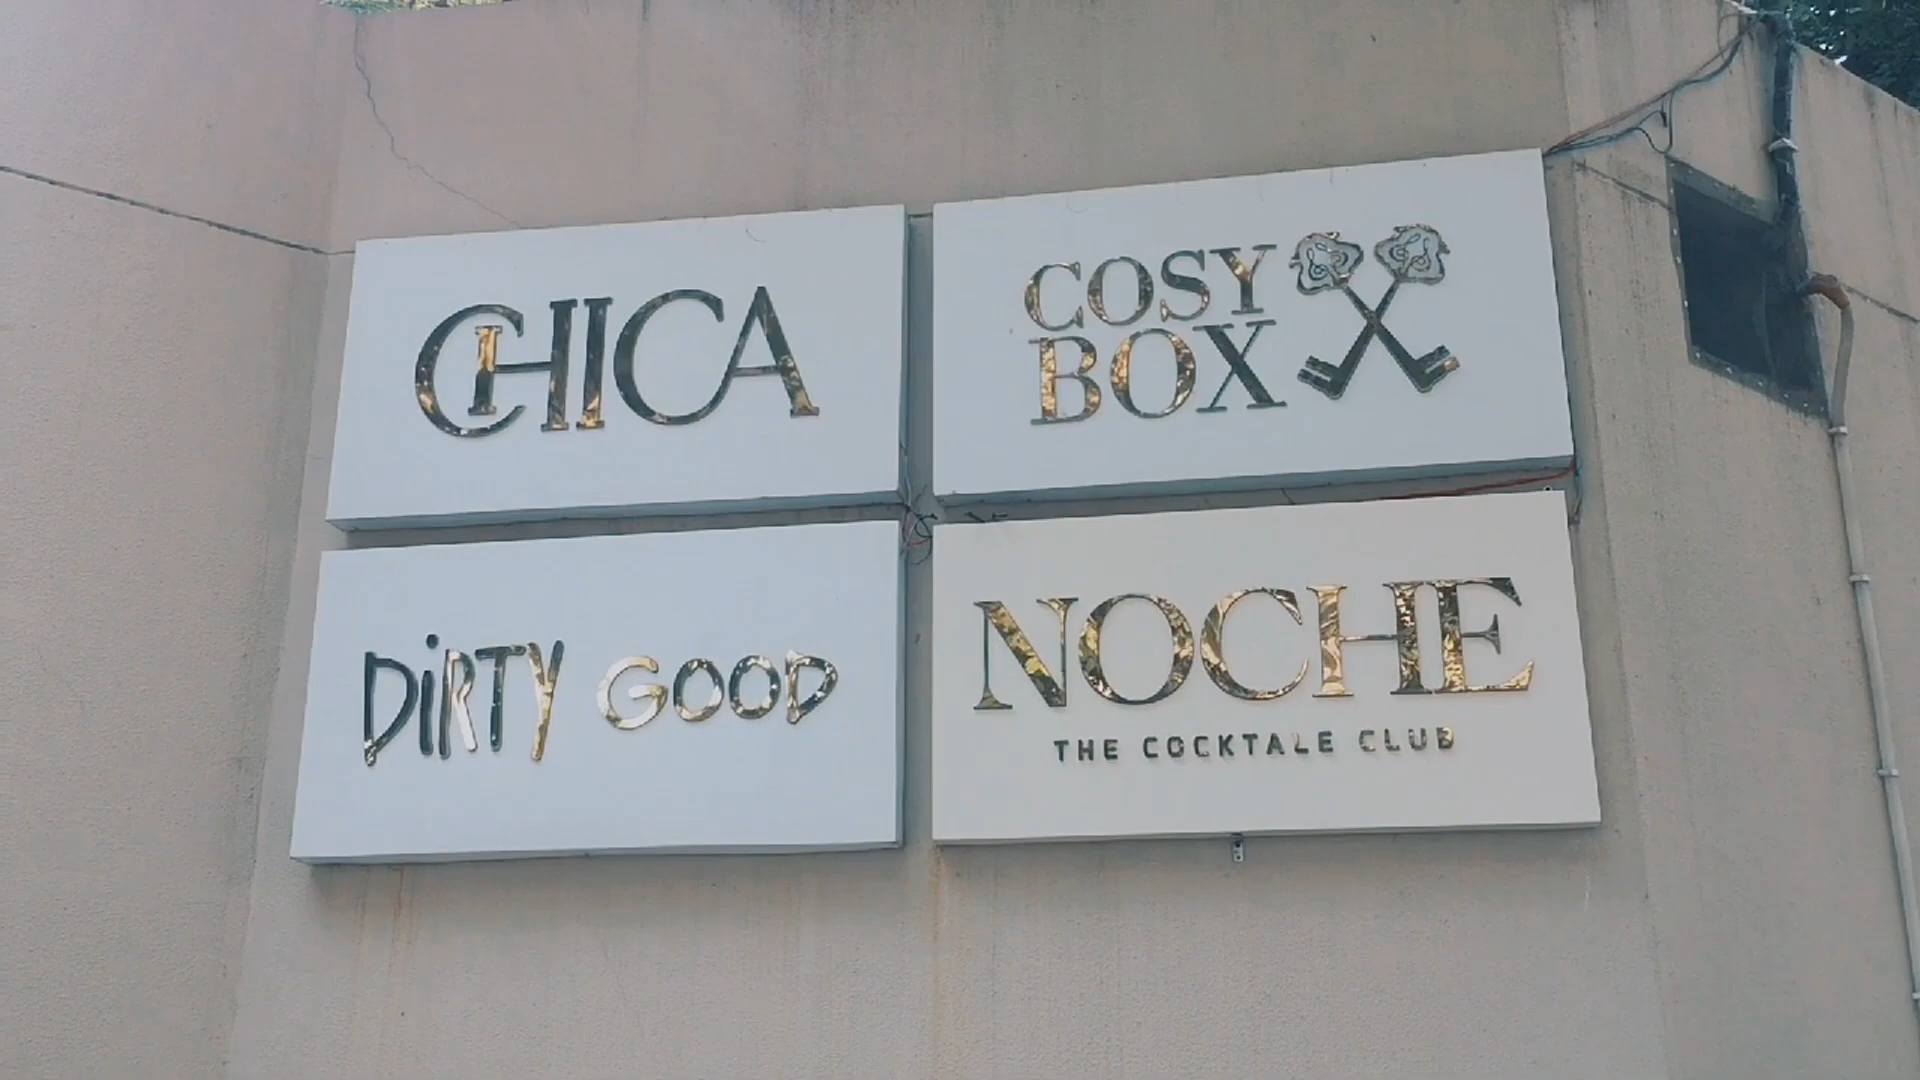 CHICA
COSY
BOX
DiRTY GOOD
NOCHE
THE COCKTALE CLUB